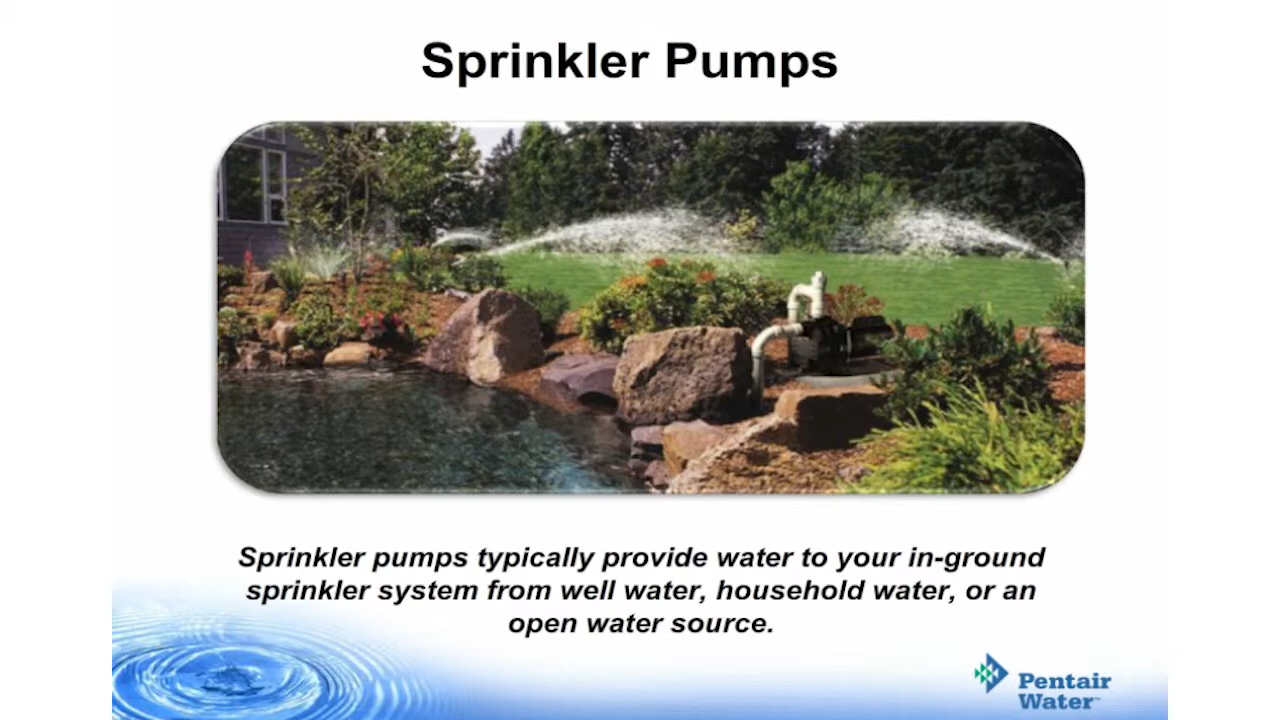 Sprinkler Pumps
Sprinkler pumps typically provide water to your in-ground
sprinkler system from well water, household water, or an
open water source.
Pentair
Water™